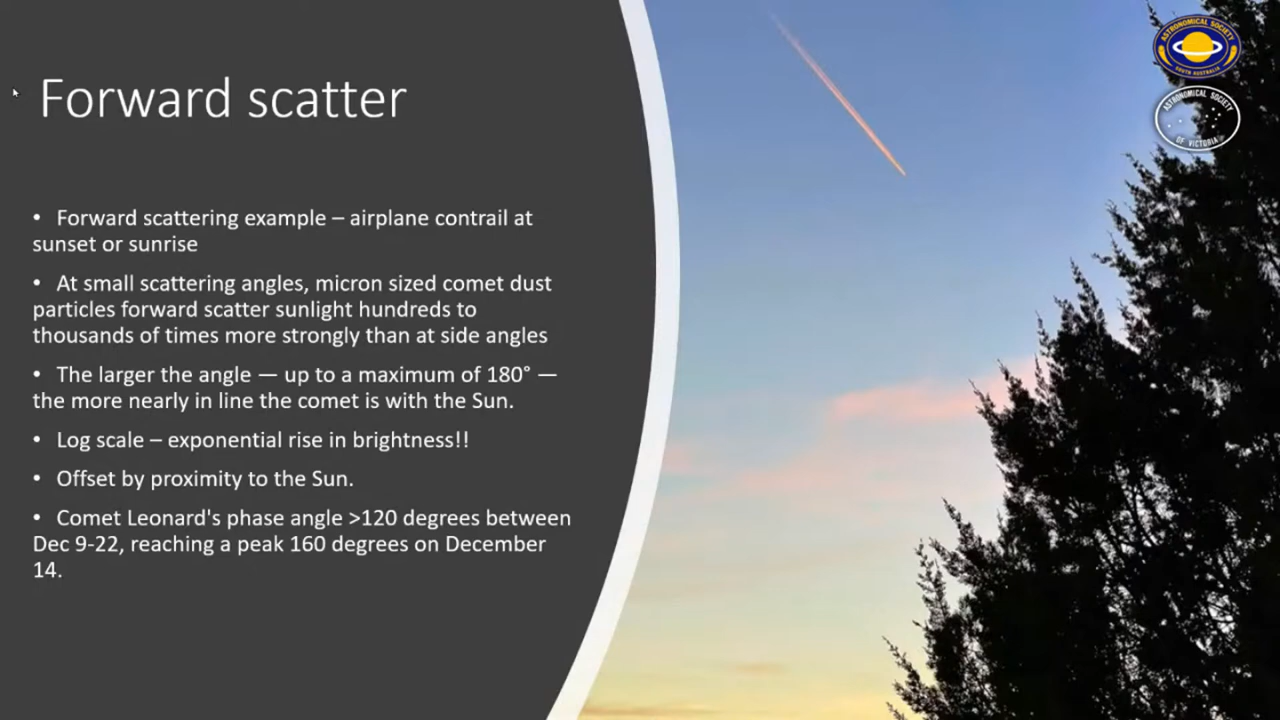 Forward scatter
• Forward scattering example – airplane contrail at
sunset or sunrise
• At small scattering angles, micron sized comet dust
particles forward scatter sunlight hundreds to
thousands of times more strongly than at side angles
• The larger the angle — up to a maximum of 180° —
the more nearly in line the comet is with the Sun.
• Log scale – exponential rise in brightness!!
• Offset by proximity to the Sun.
• Comet Leonard's phase angle >120 degrees between
Dec 9-22, reaching a peak 160 degrees on December
14.
ASTRONOMICAL SOCIETY
SOUTH AUSTRALIA
ASTRONOMICAL SOCIETY
OF VICTORIA